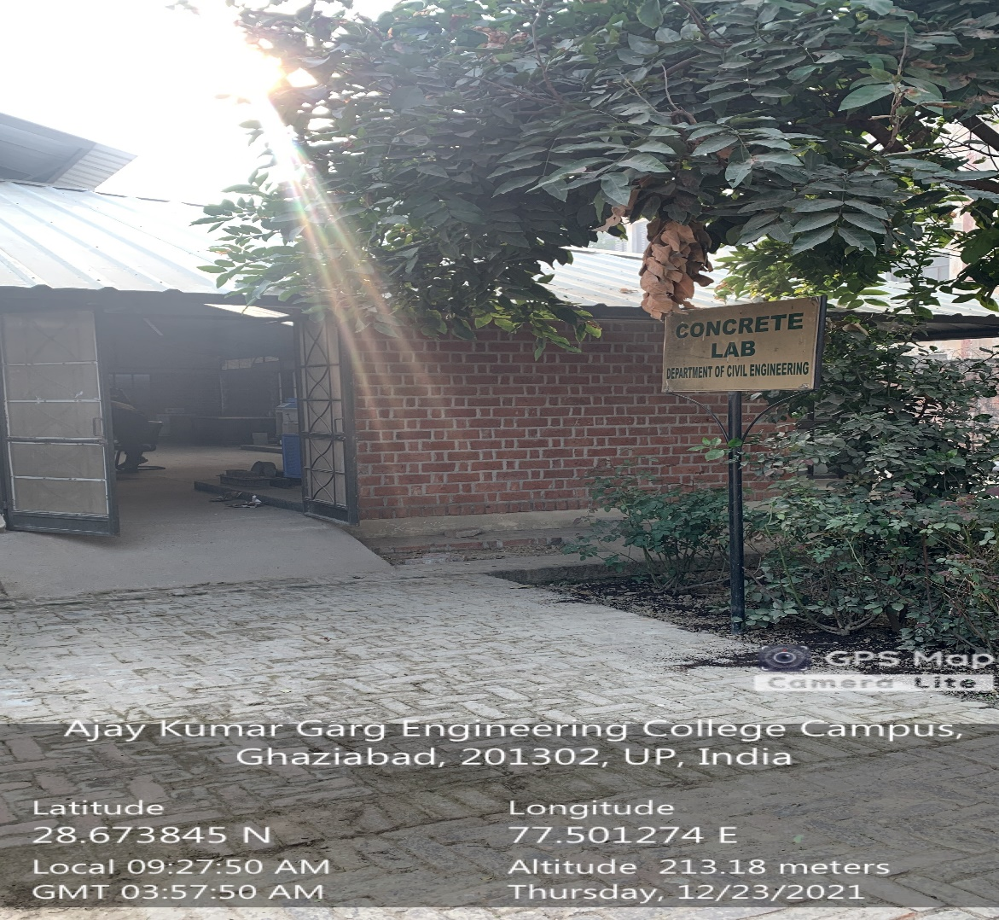 CONCRETE
LAB
DEPARTMENT OF CIVIL ENGINEERING
GPS Map
Camera Lite
Ajay Kumar Garg Engineering College Campus,
Ghaziabad, 201302, UP, India
Latitude
28.673845 N
Longitude
77.501274 E
Local 09:27:50 AM
GMT 03:57:50 AM
Altitude 213.18 meters
Thursday, 12/23/2021